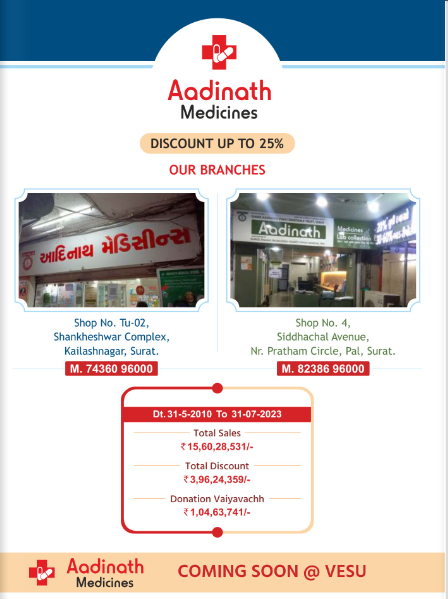 Aadinath
Medicines
DISCOUNT UP TO 25%
OUR BRANCHES
આદિનાથ મેડિસીન્સ
Aadinath
Medicines
Lab collection
Shop No. Tu-02,
Shankheshwar Complex,
Kailashnagar, Surat.
M. 74360 96000
Shop No. 4,
Siddhachal Avenue,
Nr. Pratham Circle, Pal, Surat.
M. 82386 96000
Dt. 31-5-2010 To 31-07-2023
Total Sales
₹ 15,60,28,531/-
Total Discount
₹ 3,96,24,359/-
Donation Vaiyavachh
₹ 1,04,63,741/-
Aadinath
Medicines
COMING SOON @ VESU